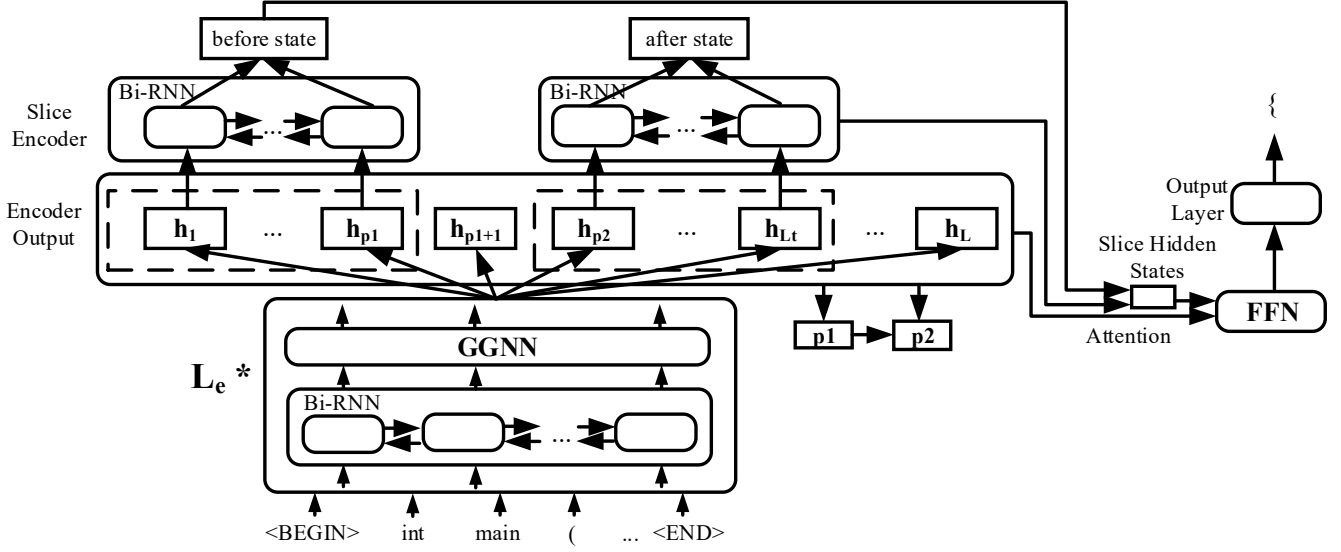 before state
after state
Bi-RNN
...
Bi-RNN
...
Slice
Encoder
{
Output
Layer
Encoder
Output
h1
...
hp1
hp1+1
hp2
...
hLt
...
hL
Slice Hidden
States
FFN
Attention
p1
p2
GGNN
Le *
Bi-RNN
...
<BEGIN> int main ( ... <END>